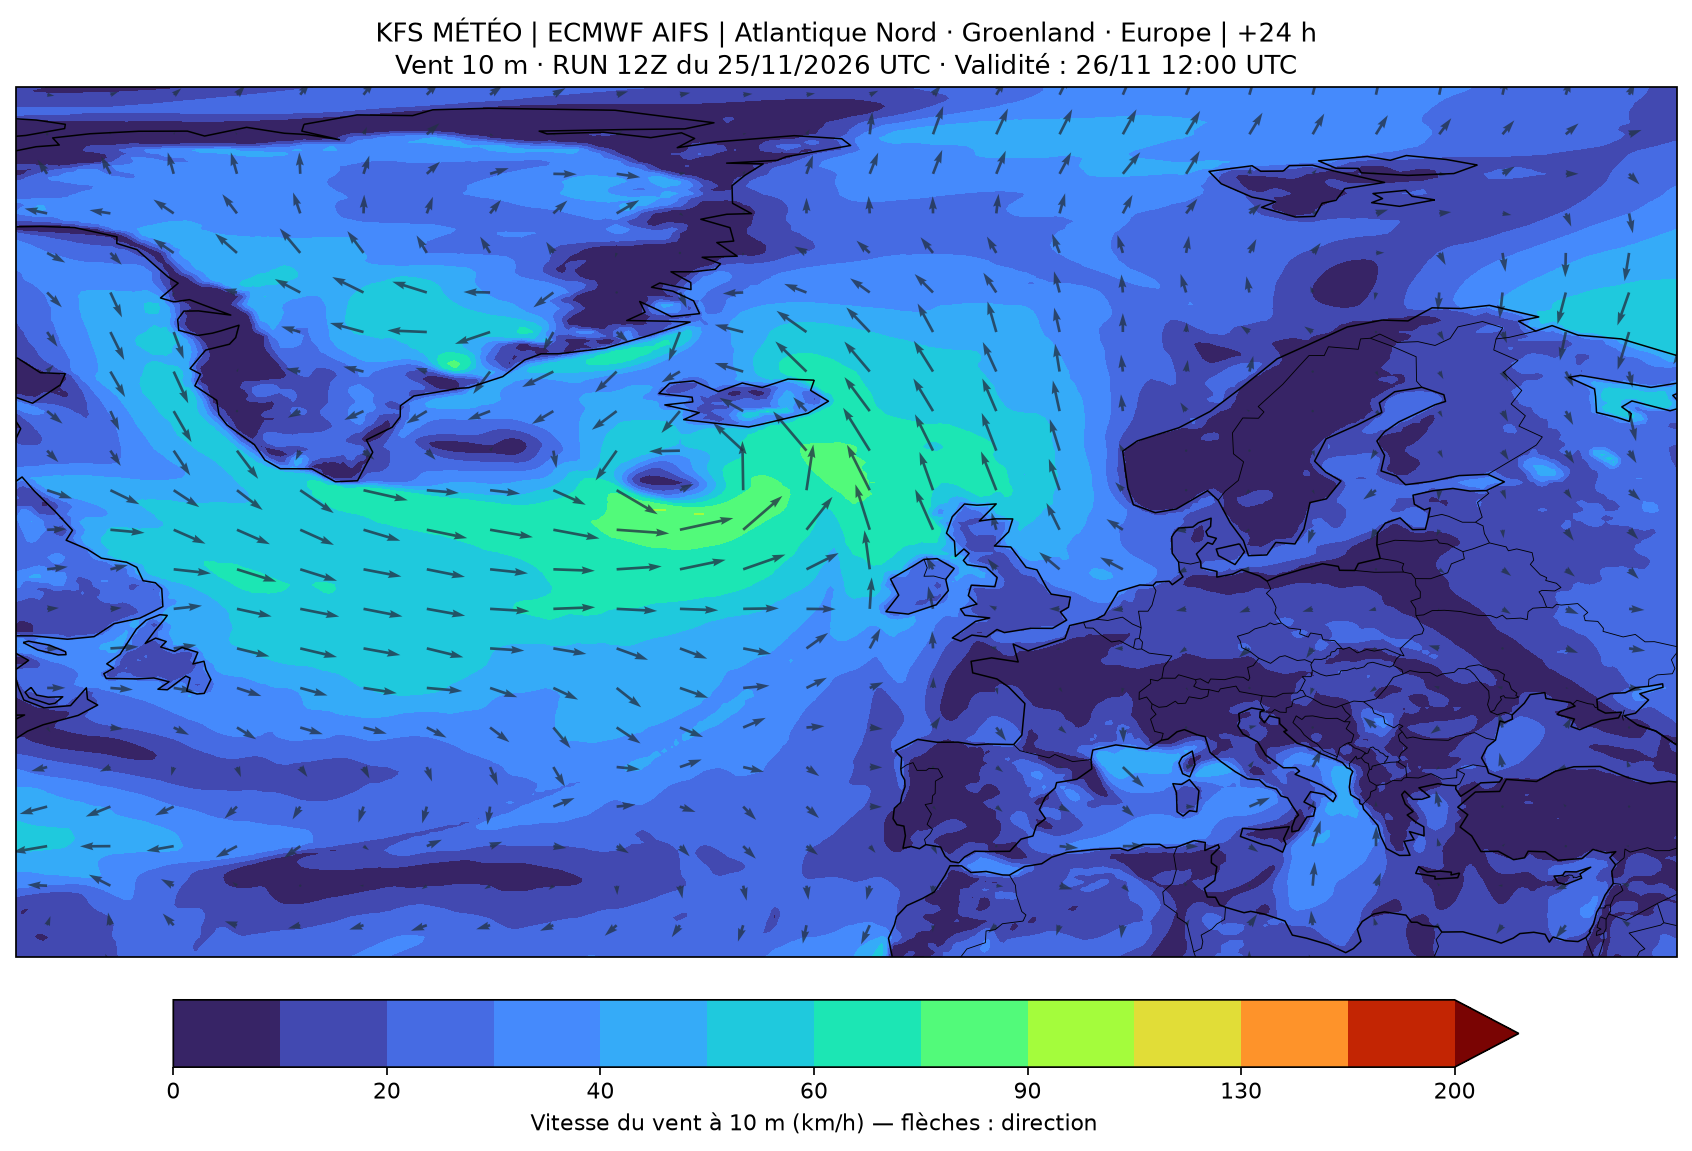 KFS MÉTÉO | ECMWF AIFS | Atlantique Nord · Groenland · Europe | +24 h
Vent 10 m · RUN 12Z du 25/11/2026 UTC · Validité : 26/11 12:00 UTC
0 20 40 60 90 130 200
Vitesse du vent à 10 m (km/h) — flèches : direction